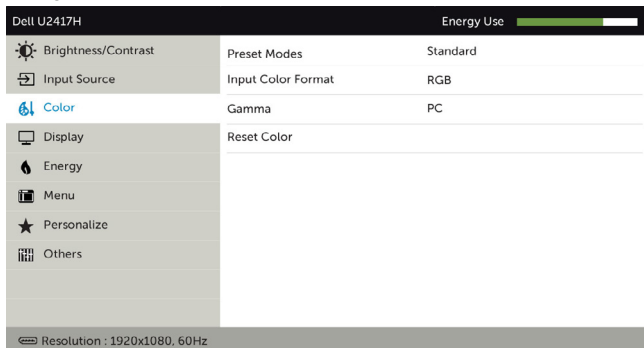 Dell U2417H Energy Use
Brightness/Contrast
Input Source
Color
Display
Energy
Menu
Personalize
Others
Preset Modes Standard
Input Color Format RGB
Gamma PC
Reset Color
Resolution : 1920x1080, 60Hz